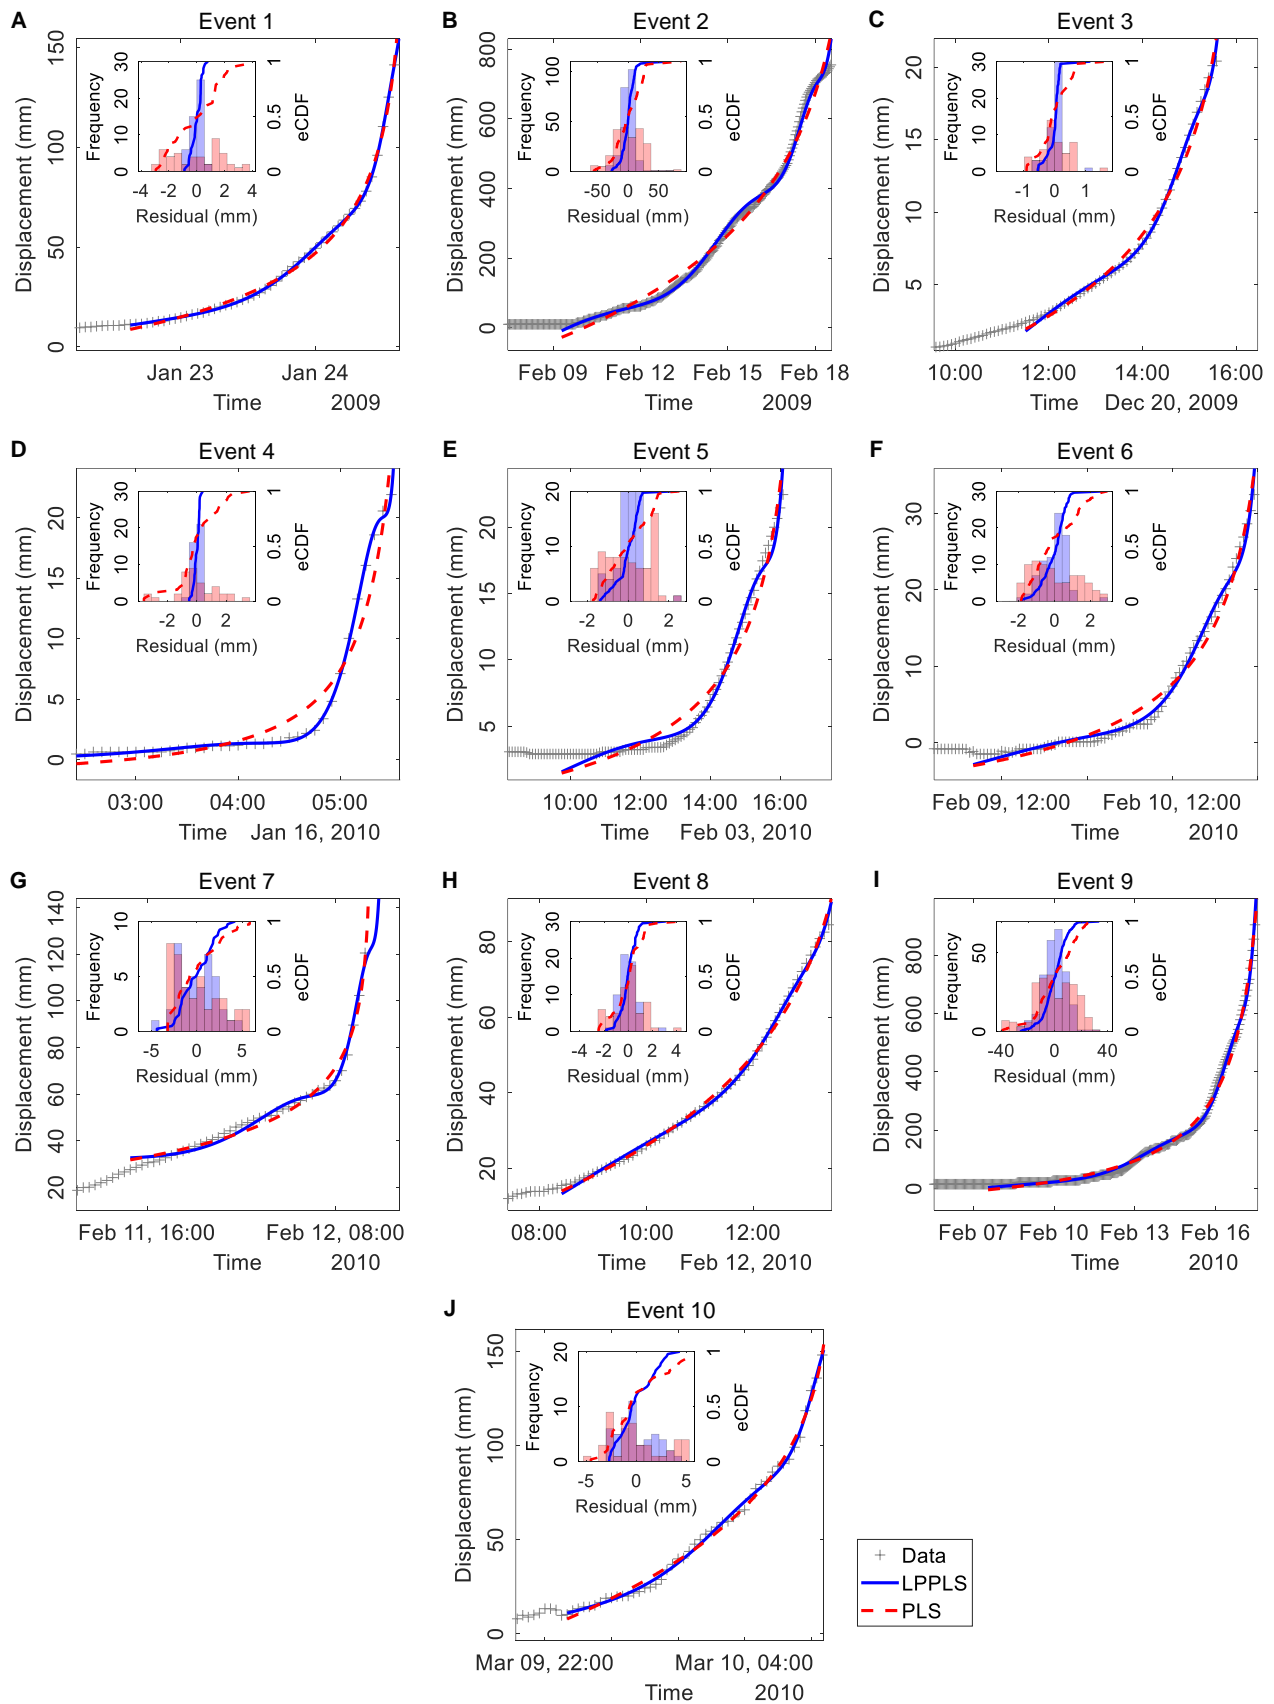 A
Event 1
Displacement (mm)
150
100
50
0
Frequency
30
20
10
0
1
0.5
0
eCDF
-4 -2 0 2 4
Residual (mm)
Jan 23 Jan 24
Time 2009
B
Event 2
Displacement (mm)
800
600
400
200
0
Frequency
100
50
0
1
0.5
0
eCDF
-50 0 50
Residual (mm)
Feb 09 Feb 12 Feb 15 Feb 18
Time 2009
C
Event 3
Displacement (mm)
20
15
10
5
Frequency
30
20
10
0
1
0.5
0
eCDF
-1 0 1
Residual (mm)
10:00 12:00 14:00 16:00
Time Dec 20, 2009
D
Event 4
Displacement (mm)
20
15
10
5
0
Frequency
30
20
10
0
1
0.5
0
eCDF
-2 0 2
Residual (mm)
03:00 04:00 05:00
Time Jan 16, 2010
E
Event 5
Displacement (mm)
20
15
10
5
Frequency
20
10
0
1
0.5
0
eCDF
-2 0 2
Residual (mm)
10:00 12:00 14:00 16:00
Time Feb 03, 2010
F
Event 6
Displacement (mm)
30
20
10
0
Frequency
30
20
10
0
1
0.5
0
eCDF
-2 0 2
Residual (mm)
Feb 09, 12:00 Feb 10, 12:00
Time 2010
G
Event 7
Displacement (mm)
140
120
100
80
60
40
20
Frequency
10
5
0
1
0.5
0
eCDF
-5 0 5
Residual (mm)
Feb 11, 16:00 Feb 12, 08:00
Time 2010
H
Event 8
Displacement (mm)
80
60
40
20
Frequency
30
20
10
0
1
0.5
0
eCDF
-4 -2 0 2 4
Residual (mm)
08:00 10:00 12:00
Time Feb 12, 2010
I
Event 9
Displacement (mm)
800
600
400
200
0
Frequency
50
0
1
0.5
0
eCDF
-40 0 40
Residual (mm)
Feb 07 Feb 10 Feb 13 Feb 16
Time 2010
J
Event 10
Displacement (mm)
150
100
50
0
Frequency
20
10
0
1
0.5
0
eCDF
-5 0 5
Residual (mm)
Mar 09, 22:00 Mar 10, 04:00
Time 2010
Data
LPPLS
PLS